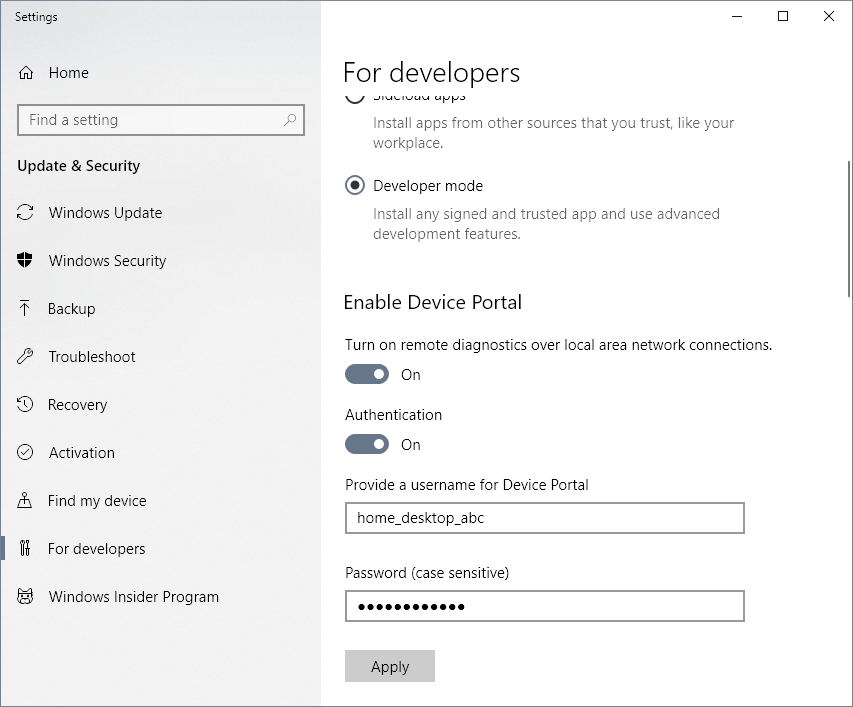 Settings
Home
Find a setting
Update & Security
Windows Update
Windows Security
Backup
Troubleshoot
Recovery
Activation
Find my device
For developers
Windows Insider Program
For developers
Sideload apps
Install apps from other sources that you trust, like your
workplace.
Developer mode
Install any signed and trusted app and use advanced
development features.
Enable Device Portal
Turn on remote diagnostics over local area network connections.
On
Authentication
On
Provide a username for Device Portal
home_desktop_abc
Password (case sensitive)
●●●●●●●●●●●●
Apply